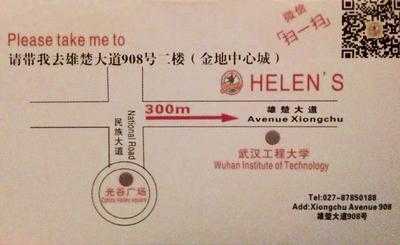 微信
扫一扫
Please take me to
请带我去雄楚大道908号二楼（金地中心城）
HELEN'S
300m
雄楚大道
Avenue Xiongchu
民族大道
National Road
武汉工程大学
Wuhan Institute of Technology
光谷广场
Optics Valley square
Tel:027-87850188
Add:Xiongchu Avenue 908
雄楚大道908号